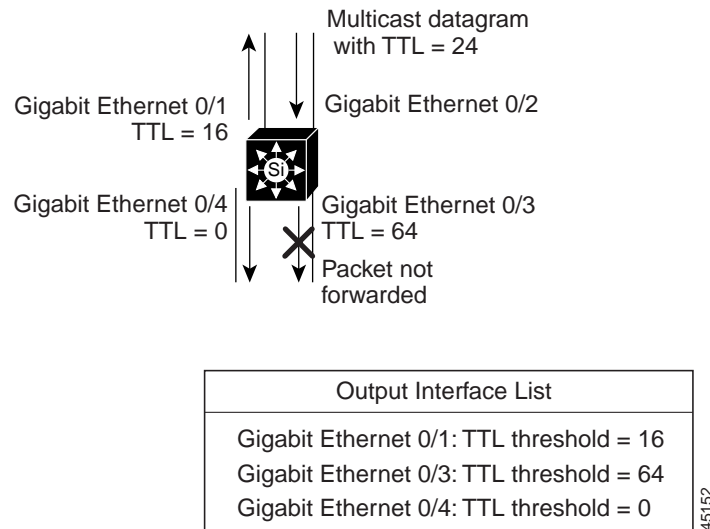 Multicast datagram
with TTL = 24
Gigabit Ethernet 0/1
TTL = 16
Gigabit Ethernet 0/2
Si
Gigabit Ethernet 0/4
TTL = 0
Gigabit Ethernet 0/3
TTL = 64
Packet not
forwarded
Output Interface List
Gigabit Ethernet 0/1: TTL threshold = 16
Gigabit Ethernet 0/3: TTL threshold = 64
Gigabit Ethernet 0/4: TTL threshold = 0
45152